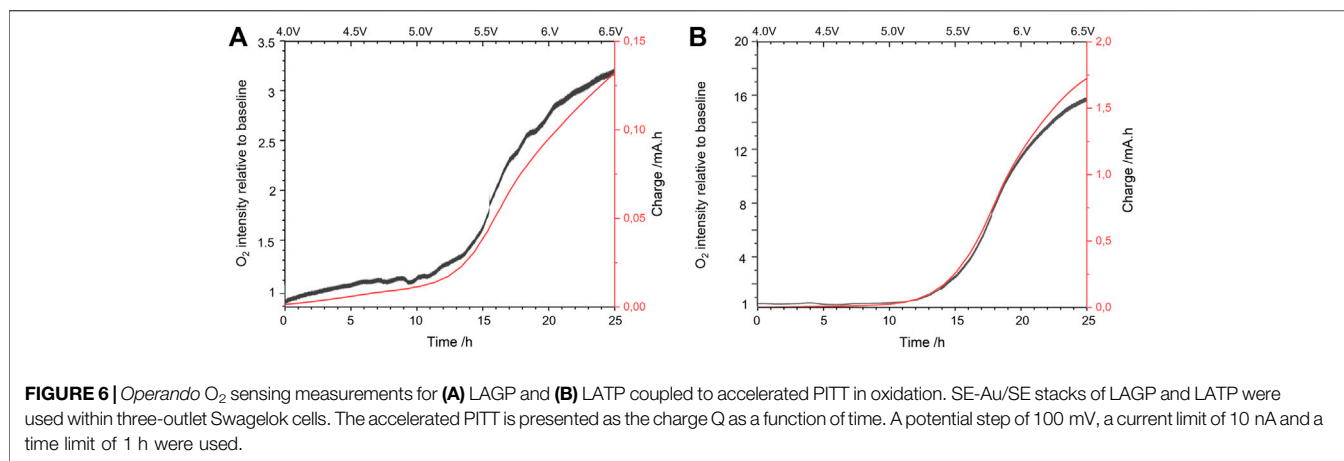 A
4.0V 4.5V 5.0V 5.5V 6.V 6.5V
3.5
3
2.5
2
1.5
1
O2 intensity relative to baseline
0,15
0,10
0,05
0,00
Charge /mA.h
0 5 10 15 20 25
Time /h
B
4.0V 4.5V 5.0V 5.5V 6.V 6.5V
20
16
12
8
4
1
O2 intensity relative to baseline
2,0
1,5
1,0
0,5
0,0
Charge /mA.h
0 5 10 15 20 25
Time /h
FIGURE 6 | Operando O2 sensing measurements for (A) LAGP and (B) LATP coupled to accelerated PITT in oxidation. SE-Au/SE stacks of LAGP and LATP were
used within three-outlet Swagelok cells. The accelerated PITT is presented as the charge Q as a function of time. A potential step of 100 mV, a current limit of 10 nA and a
time limit of 1 h were used.